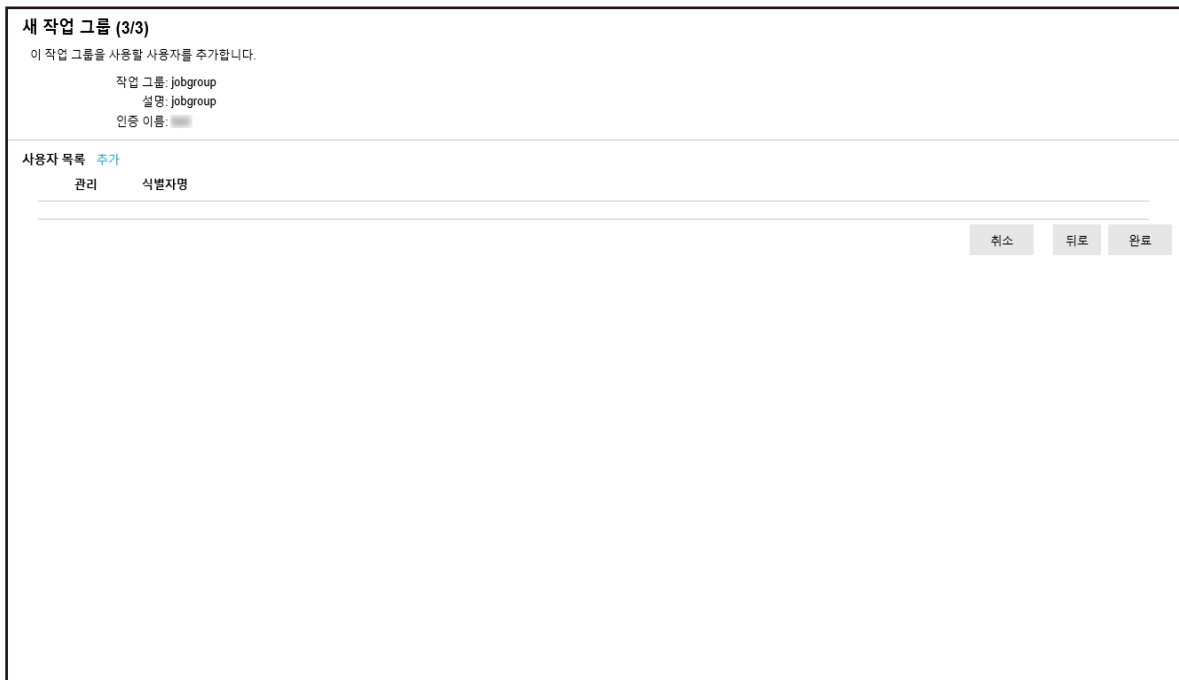 새 작업 그룹 (3/3)
이 작업 그룹을 사용할 사용자를 추가합니다.
작업 그룹: jobgroup
설명: jobgroup
인증 이름:
사용자 목록 추가
관리 식별자명
취소 뒤로 완료